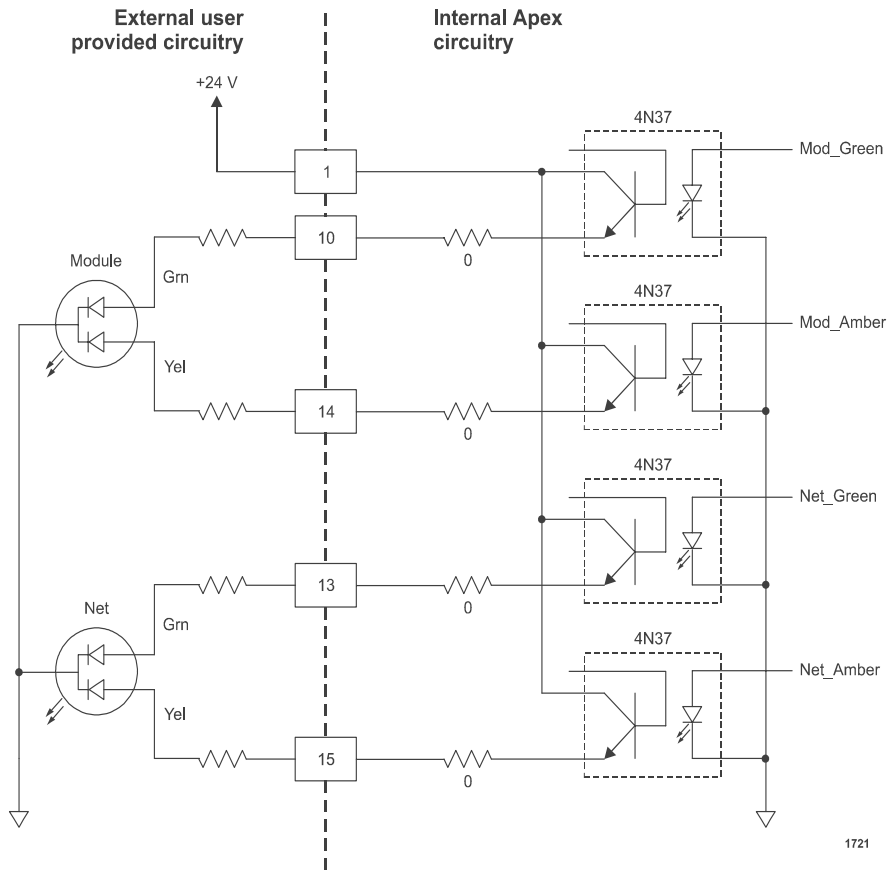 External user
provided circuitry
Internal Apex
circuitry
+24 V
4N37
Mod_Green
1
10
0
Module
Grn
4N37
Mod_Amber
Yel
14
0
4N37
Net_Green
13
0
Net
Grn
4N37
Net_Amber
Yel
15
0
1721